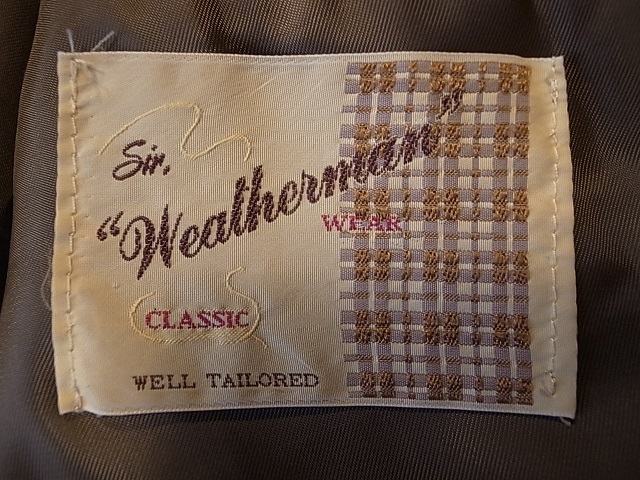 Sir,
"Weatherman"
WEAR
CLASSIC
WELL TAILORED